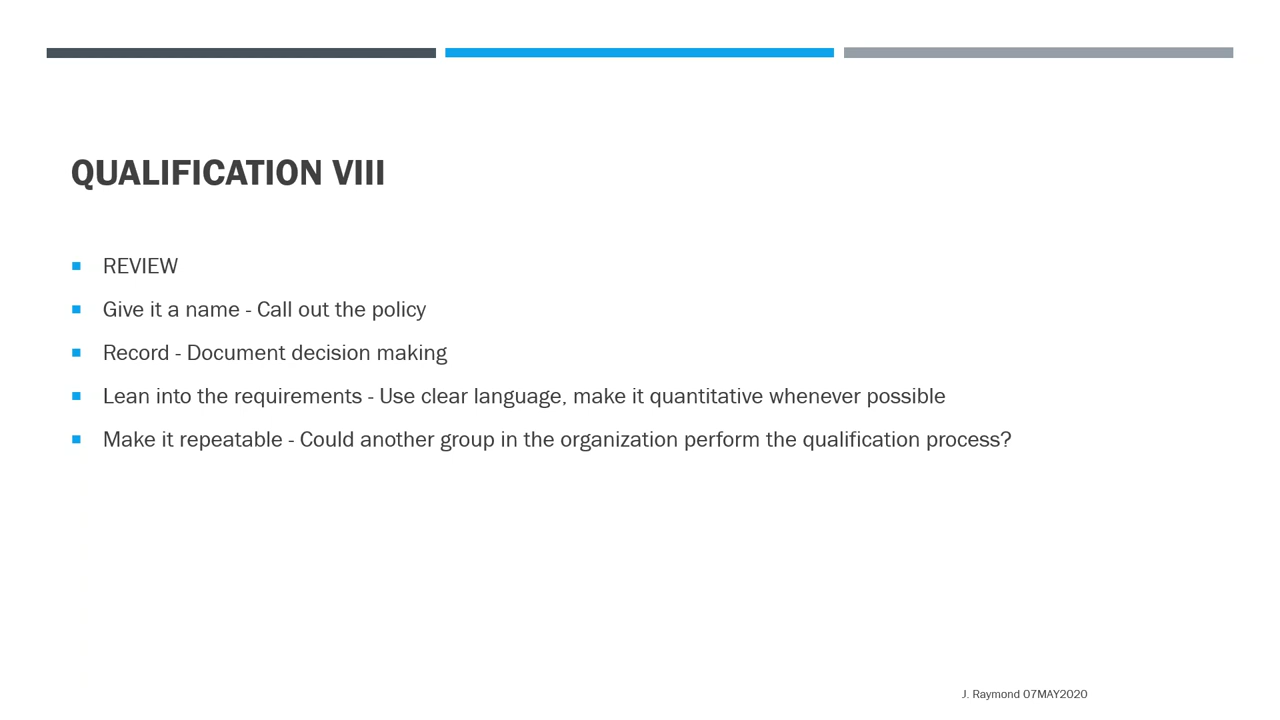 QUALIFICATION VIII
REVIEW
Give it a name - Call out the policy
Record - Document decision making
Lean into the requirements - Use clear language, make it quantitative whenever possible
Make it repeatable - Could another group in the organization perform the qualification process?
J. Raymond 07MAY2020